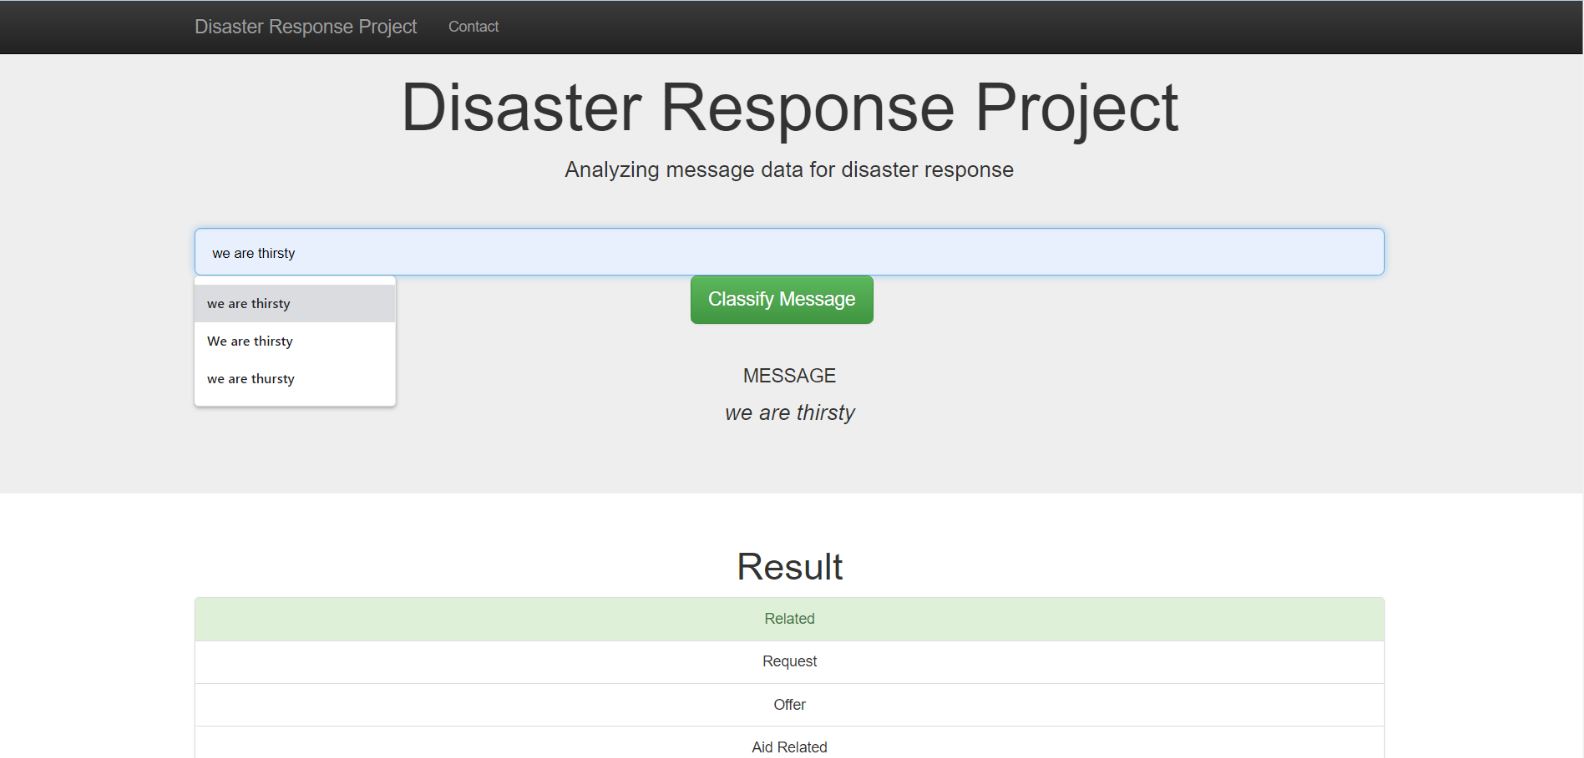 Disaster Response Project Contact
Disaster Response Project
Analyzing message data for disaster response
we are thirsty
we are thirsty
We are thirsty
we are thursty
Classify Message
MESSAGE
we are thirsty
Result
Related
Request
Offer
Aid Related